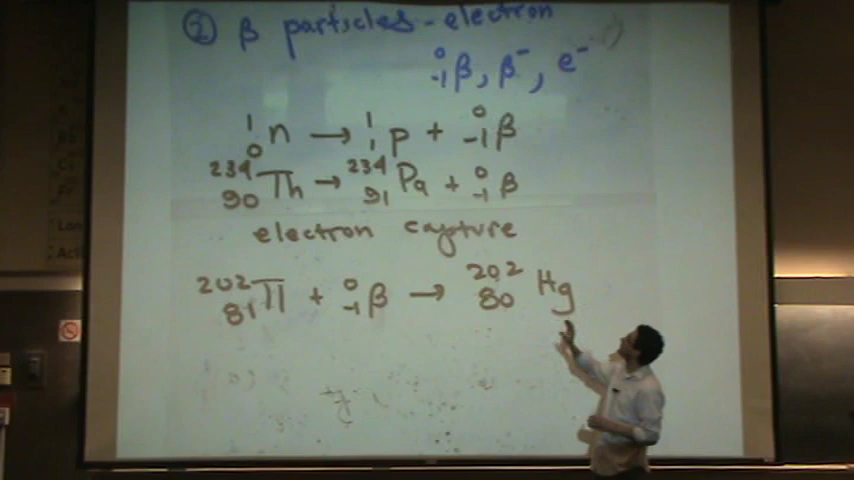 ② β particles - electron
⁰₋₁β, β⁻, e⁻
¹₀n → ¹₁p + ⁰₋₁β
²³⁴₉₀Th → ²³⁴₉₁Pa + ⁰₋₁β
electron capture
²⁰²₈₁Tl + ⁰₋₁β → ²⁰²₈₀Hg